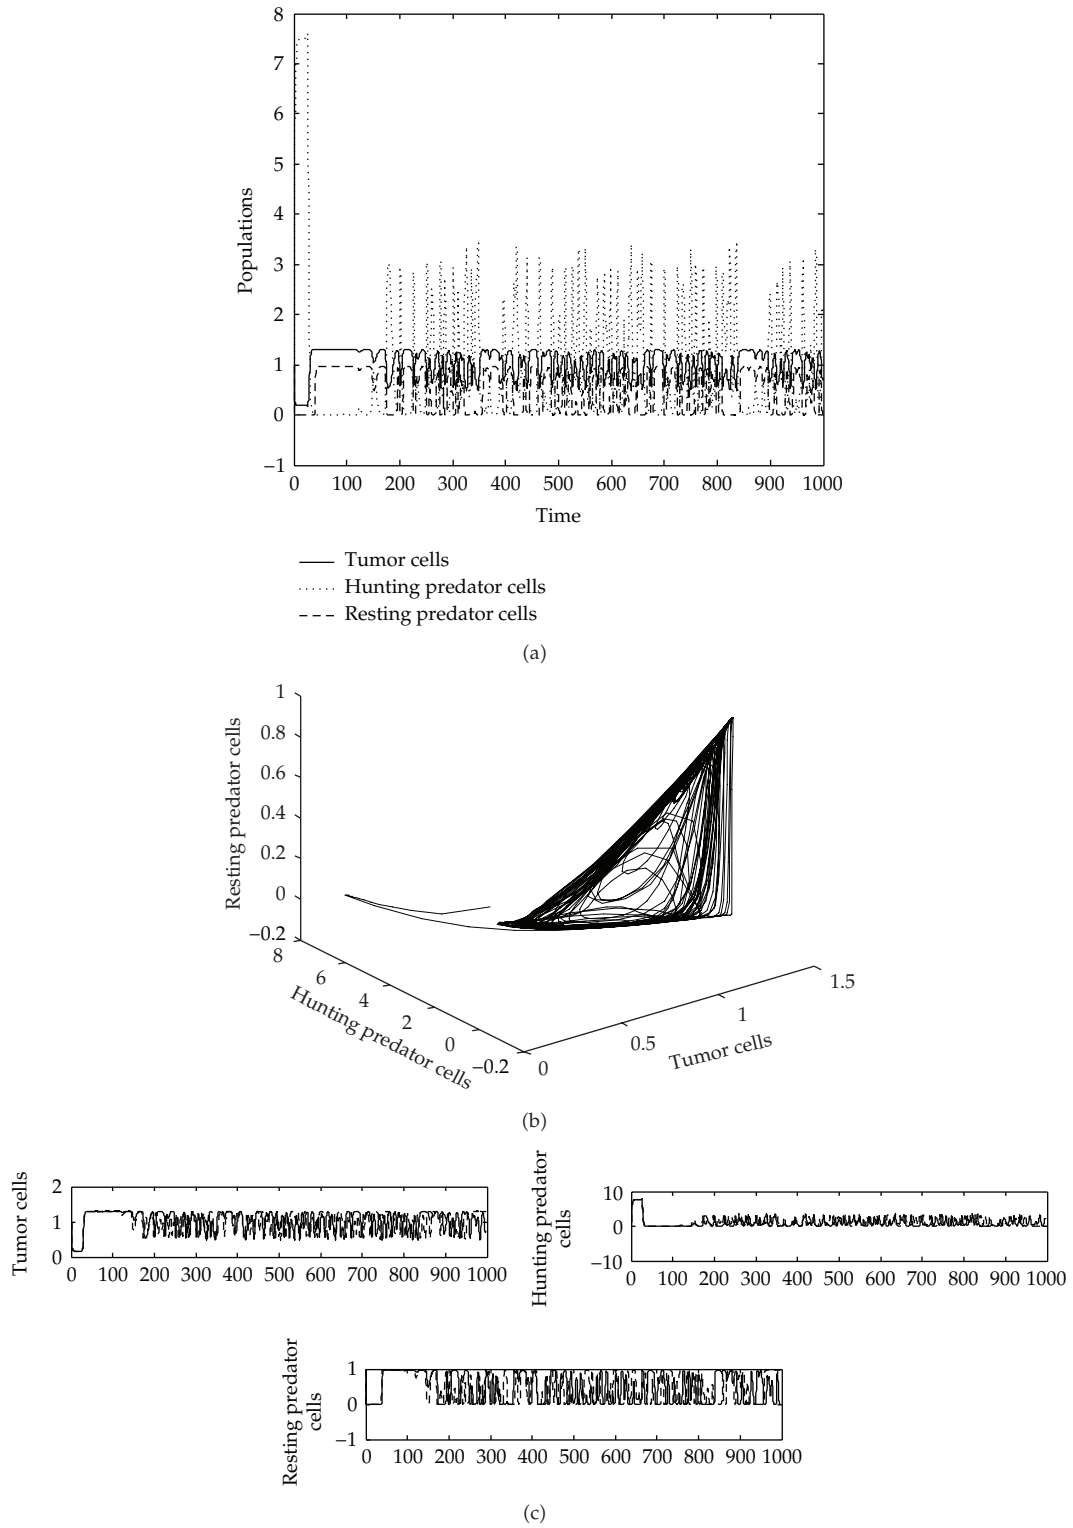 8
7
6
5
4
3
2
1
0
−1
Populations
0 100 200 300 400 500 600 700 800 900 1000
Time
Tumor cells
Hunting predator cells
Resting predator cells
(a)
1
0.8
0.6
0.4
0.2
0
−0.2
Resting predator cells
8
6
4
2
0
−0.2
Hunting predator cells
0
0.5
1
1.5
Tumor cells
(b)
2
1
0
Tumor cells
0 100 200 300 400 500 600 700 800 900 1000
10
0
−10
Hunting predator
cells
0 100 200 300 400 500 600 700 800 900 1000
1
0
−1
Resting predator
cells
0 100 200 300 400 500 600 700 800 900 1000
(c)